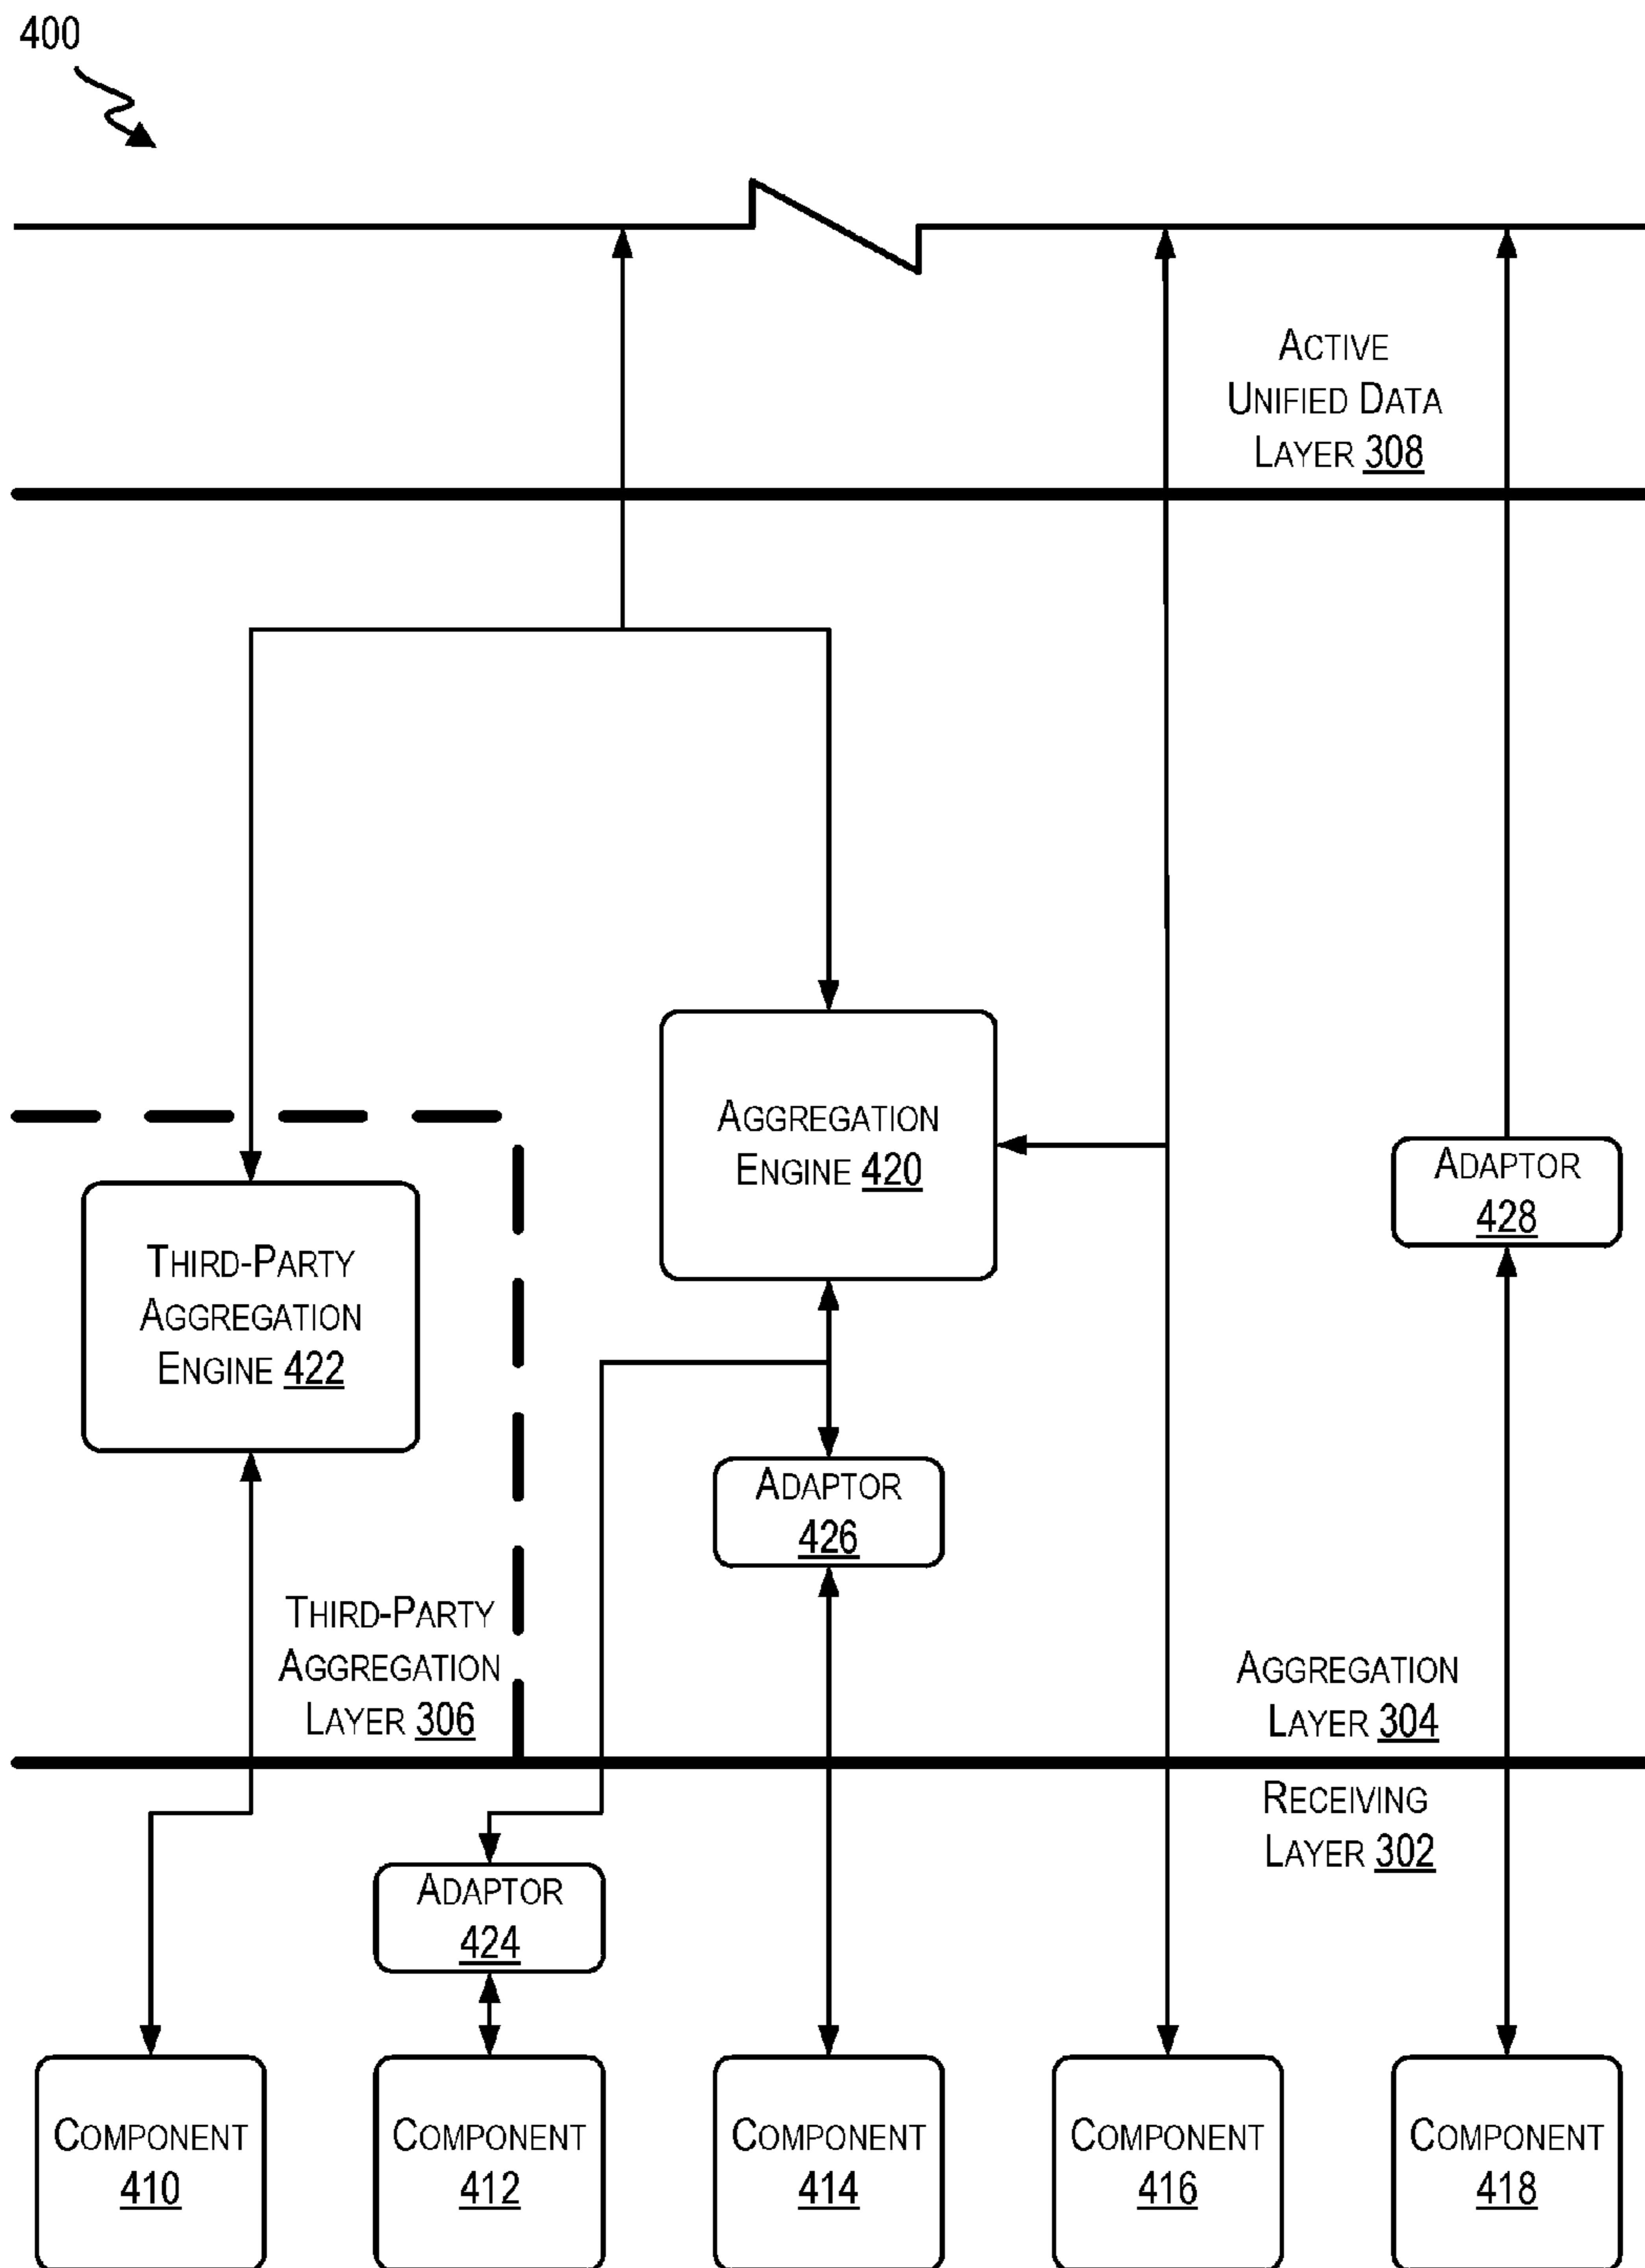 400
Active
Unified Data
Layer 308
Aggregation
Engine 420
Adaptor
428
Third-Party
Aggregation
Engine 422
Adaptor
426
Third-Party
Aggregation
Layer 306
Aggregation
Layer 304
Receiving
Layer 302
Adaptor
424
Component
410
Component
412
Component
414
Component
416
Component
418